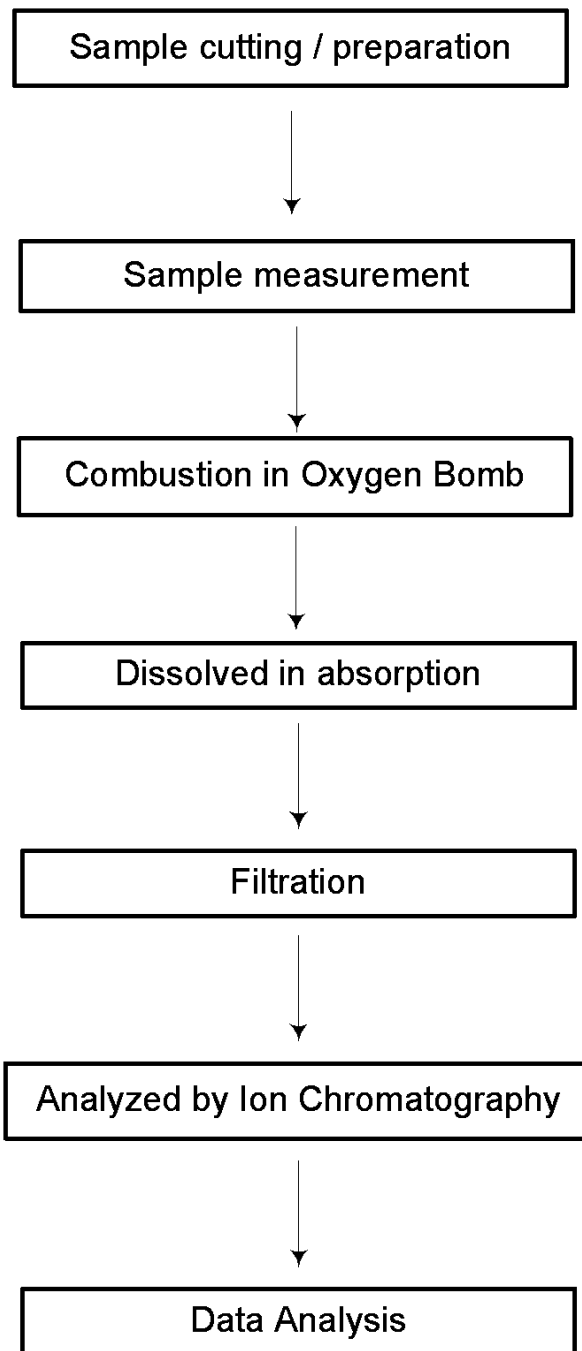 Sample cutting / preparation
Sample measurement
Combustion in Oxygen Bomb
Dissolved in absorption
Filtration
Analyzed by Ion Chromatography
Data Analysis